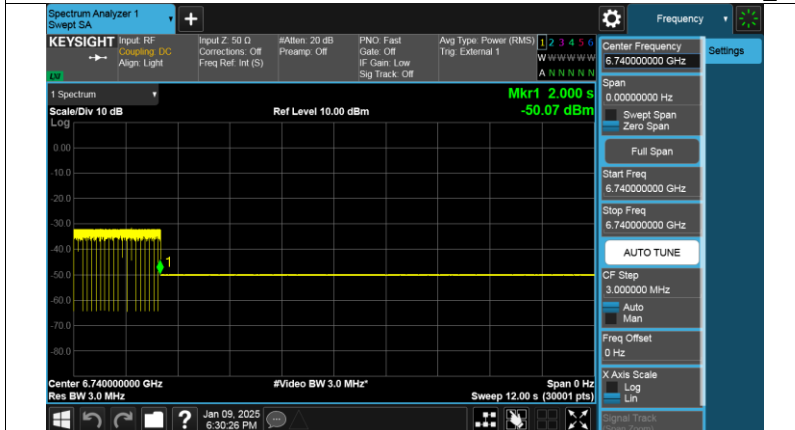 Spectrum Analyzer 1
Swept SA
+
Frequency
KEYSIGHT
Input: RF
Coupling: DC
Align: Light
Input Z: 50 Ω
Corrections: Off
Freq Ref: Int (S)
#Atten: 20 dB
Preamp: Off
PNO: Fast
Gate: Off
IF Gain: Low
Sig Track: Off
Avg Type: Power (RMS)
Trig: External 1
1 2 3 4 5 6
W W W W W W
A N N N N N
LXI
1 Spectrum
Mkr1 2.000 s
Scale/Div 10 dB
Ref Level 10.00 dBm
-50.07 dBm
Log
0.00
-10.0
-20.0
-30.0
-40.0
-50.0
-60.0
-70.0
-80.0
1
Center 6.740000000 GHz
#Video BW 3.0 MHz*
Span 0 Hz
Res BW 3.0 MHz
Sweep 12.00 s (30001 pts)
?
Jan 09, 2025
6:30:26 PM
Center Frequency
6.740000000 GHz
Settings
Span
0.00000000 Hz
Swept Span
Zero Span
Full Span
Start Freq
6.740000000 GHz
Stop Freq
6.740000000 GHz
AUTO TUNE
CF Step
3.000000 MHz
Auto
Man
Freq Offset
0 Hz
X Axis Scale
Log
Lin
Signal Track
(Span Zoom)